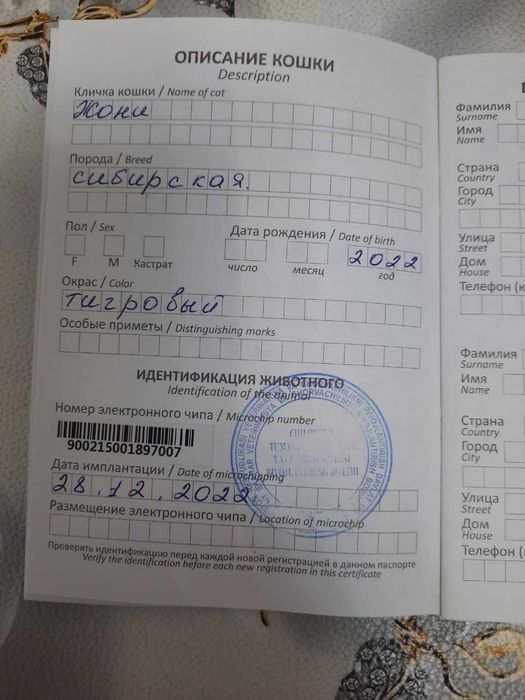 ОПИСАНИЕ КОШКИ
Description
Кличка кошки / Name of cat
Жони
Порода / Breed
сибирская.
Пол / Sex
Дата рождения / Date of birth
F М Кастрат
число месяц год
2022
Окрас / Color
тигровый
Особые приметы / Distinguishing marks
ИДЕНТИФИКАЦИЯ ЖИВОТНОГО
Identification of the animal
Номер электронного чипа / Microchip number
900215001897007
Дата имплантации / Date of microchipping
28.12.2022
Размещение электронного чипа / Location of microchip
Проверять идентификацию перед каждой новой регистрацией в данном паспорте
Verify the identification before each new registration in this certificate
Фамилия
Surname
Имя
Name
Страна
Country
Город
City
Улица
Street
Дом
House
Телефон
Фамилия
Surname
Имя
Name
Страна
Country
Город
City
Улица
Street
Дом
House
Телефон